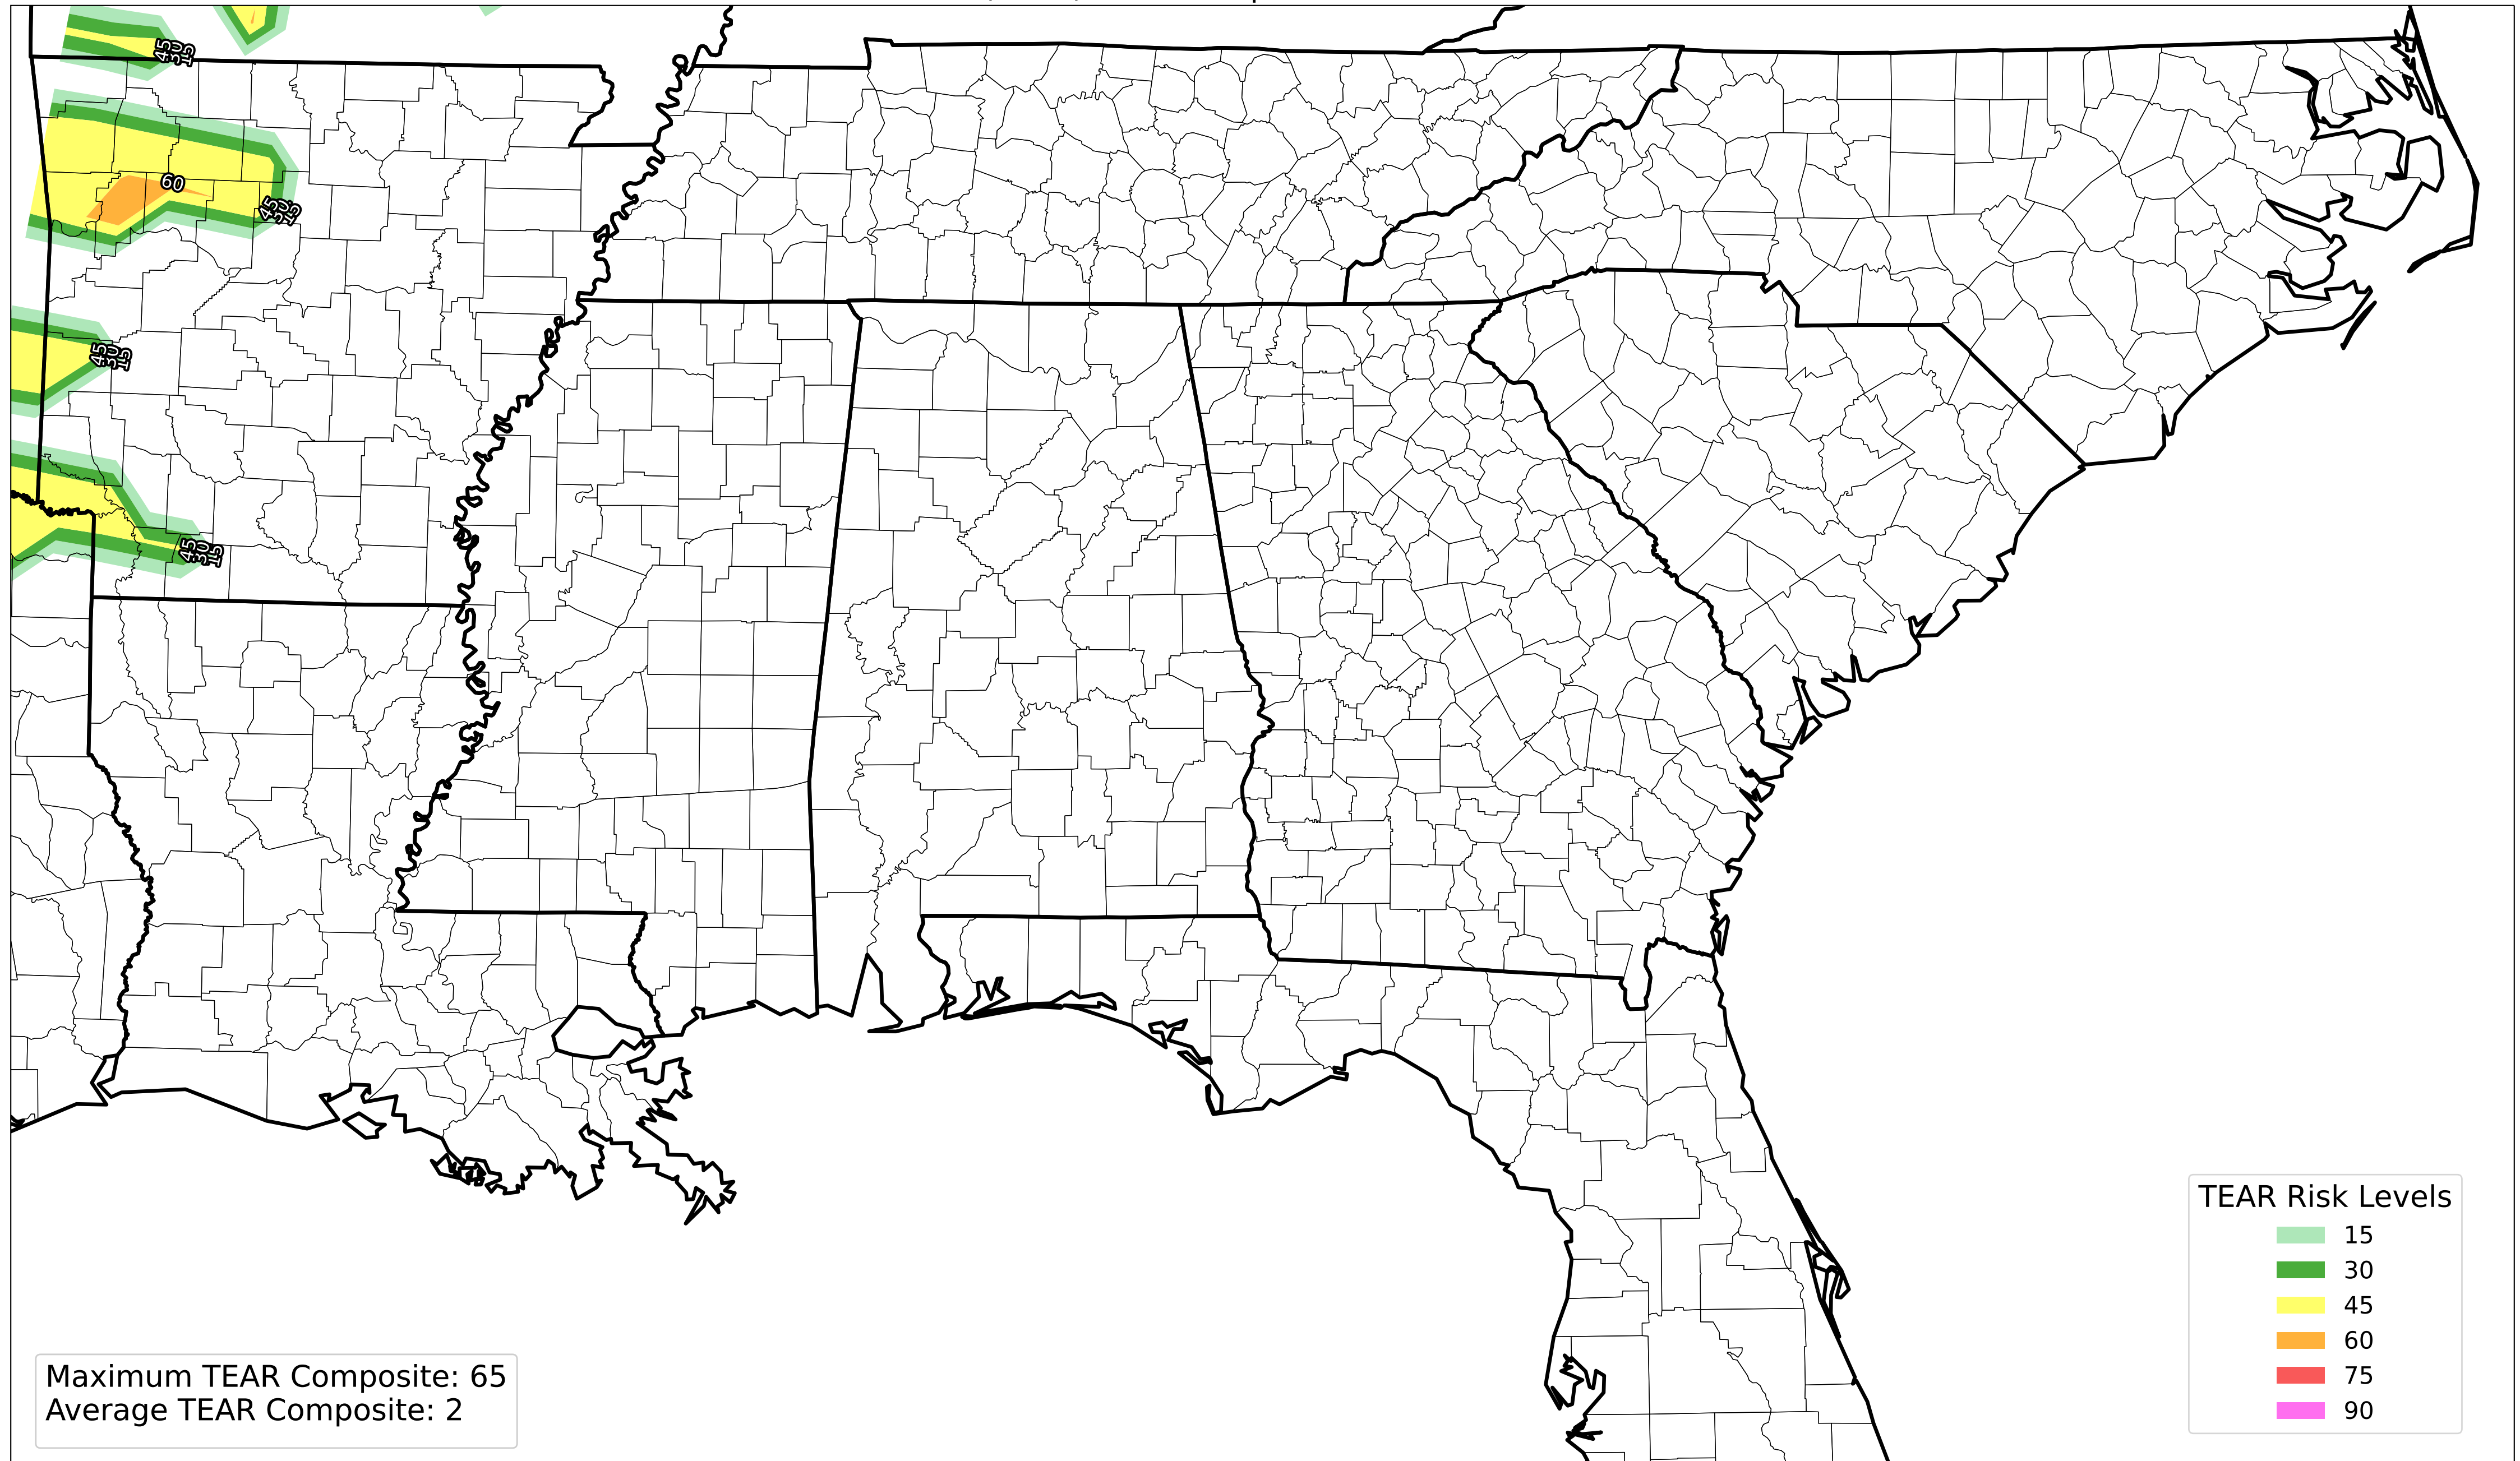 45 30 15
60
45 30 15
45 30 15
45 30 15
TEAR Risk Levels
15
30
45
60
75
90
Maximum TEAR Composite: 65
Average TEAR Composite: 2